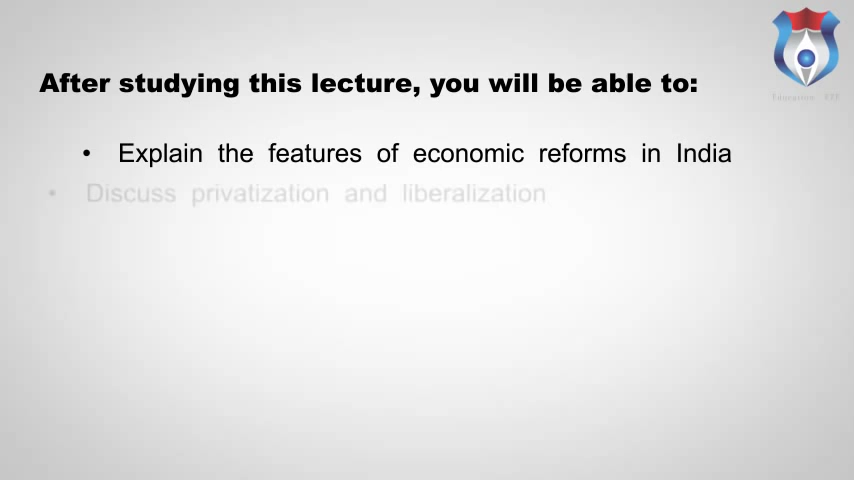 After studying this lecture, you will be able to:
• Explain the features of economic reforms in India
• Discuss privatization and liberalization